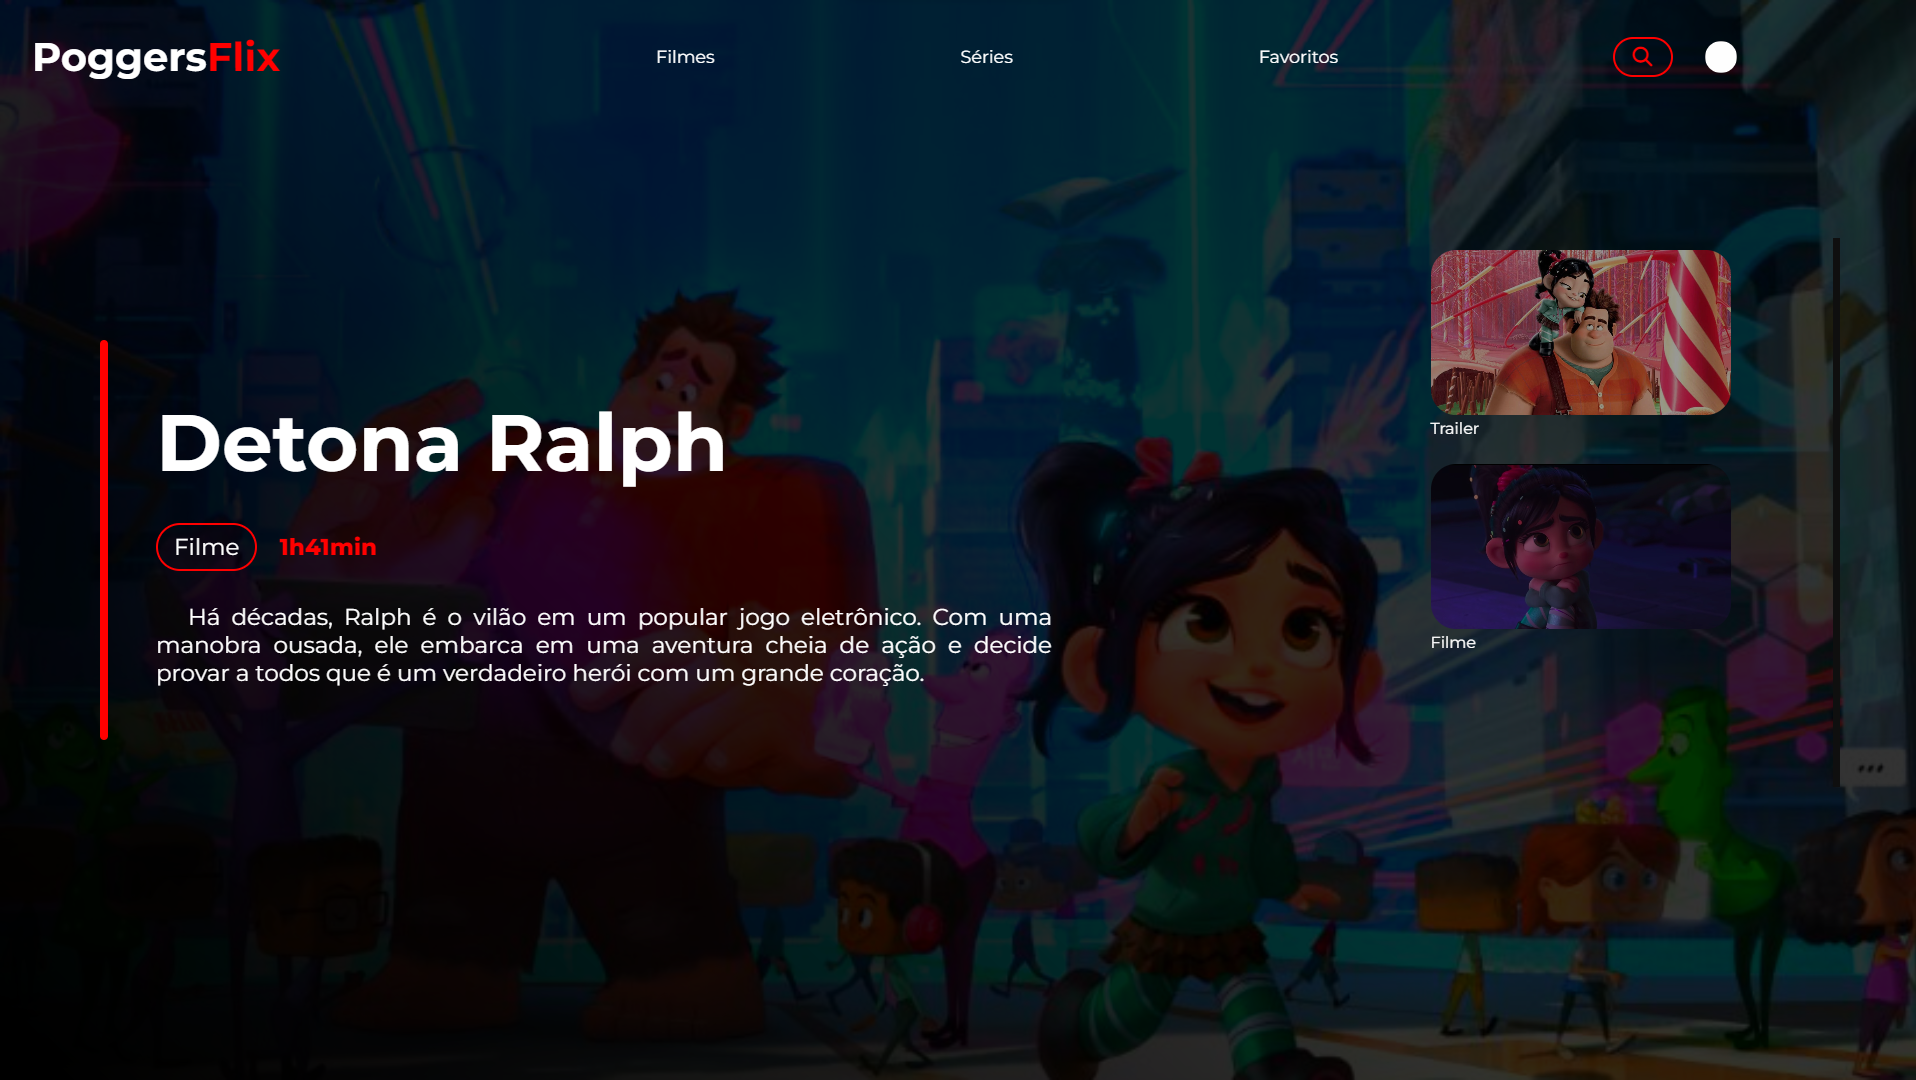 PoggersFlix
Filmes
Séries
Favoritos
Detona Ralph
Filme
1h41min
Há décadas, Ralph é o vilão em um popular jogo eletrônico. Com uma
manobra ousada, ele embarca em uma aventura cheia de ação e decide
provar a todos que é um verdadeiro herói com um grande coração.
Trailer
Filme